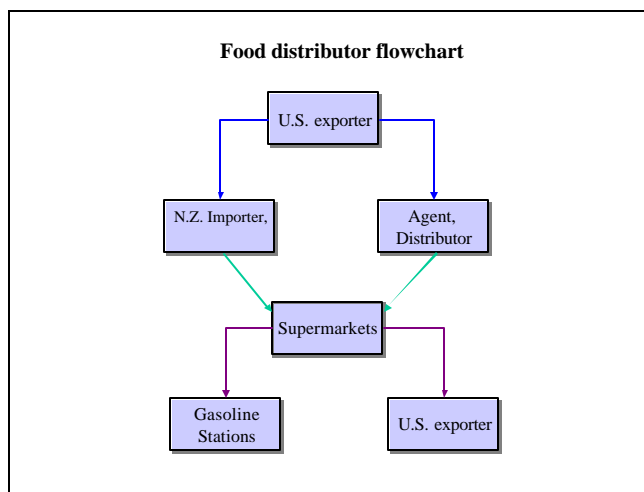 Food distributor flowchart
U.S. exporter
N.Z. Importer,
Agent,
Distributor
Supermarkets
Gasoline
Stations
U.S. exporter